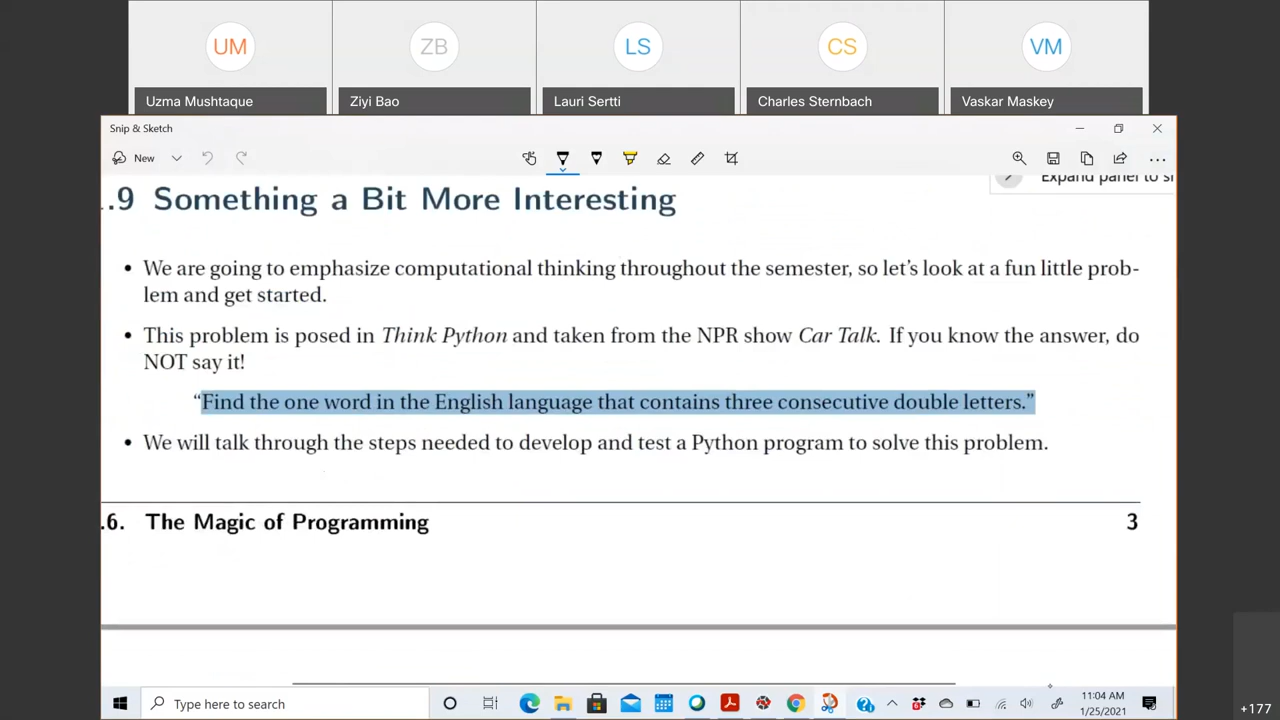 UM
ZB
LS
CS
VM
Uzma Mushtaque
Ziyi Bao
Lauri Sertti
Charles Sternbach
Vaskar Maskey
Snip & Sketch
New
.9 Something a Bit More Interesting
• We are going to emphasize computational thinking throughout the semester, so let's look at a fun little prob-
lem and get started.
• This problem is posed in Think Python and taken from the NPR show Car Talk. If you know the answer, do
NOT say it!
“Find the one word in the English language that contains three consecutive double letters.”
• We will talk through the steps needed to develop and test a Python program to solve this problem.
.6. The Magic of Programming
3
Type here to search
11:04 AM
1/25/2021
+177